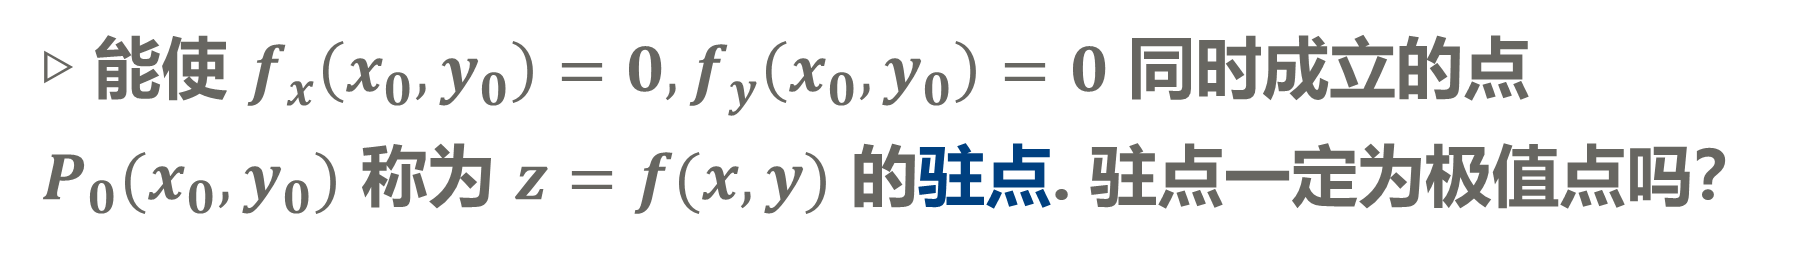 ▷ 能使 f_x(x_0, y_0) = 0, f_y(x_0, y_0) = 0 同时成立的点
P_0(x_0, y_0) 称为 z = f(x, y) 的驻点. 驻点一定为极值点吗?